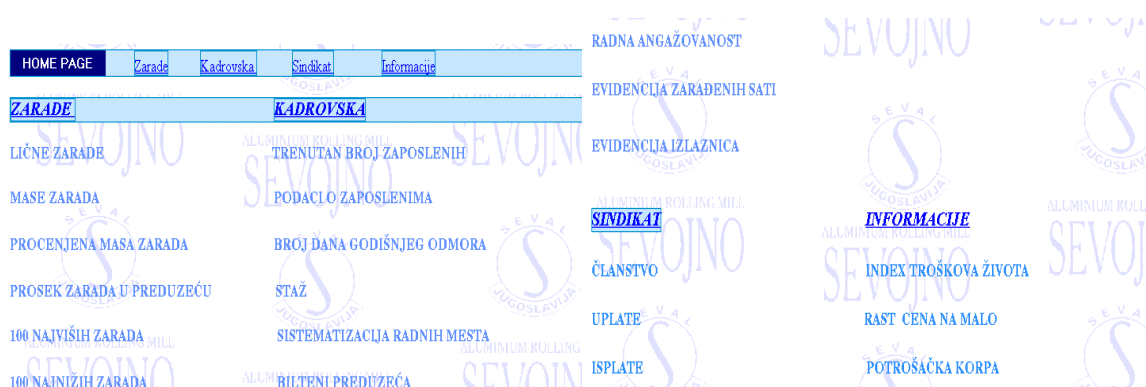 HOME PAGE Zarade Kadrovska Sindikat Informacije
ZARADE KADROVSKA
LIČNE ZARADE TRENUTAN BROJ ZAPOSLENIH
MASE ZARADA PODACI O ZAPOSLENIMA
PROCENJENA MASA ZARADA BROJ DANA GODIŠNJEG ODMORA
PROSEK ZARADA U PREDUZEĆU STAŽ
100 NAJVIŠIH ZARADA SISTEMATIZACIJA RADNIH MESTA
100 NAJNIŽIH ZARADA BILTENI PREDUZEĆA
RADNA ANGAŽOVANOST
EVIDENCIJA ZARAĐENIH SATI
EVIDENCIJA IZLAZNICA
SINDIKAT INFORMACIJE
ČLANSTVO INDEX TROŠKOVA ŽIVOTA
UPLATE RAST CENA NA MALO
ISPLATE POTROŠAČKA KORPA
ALUMINIUM ROLLING MILL
SEVOJNO
SEVAL
JUGOSLAVIJA